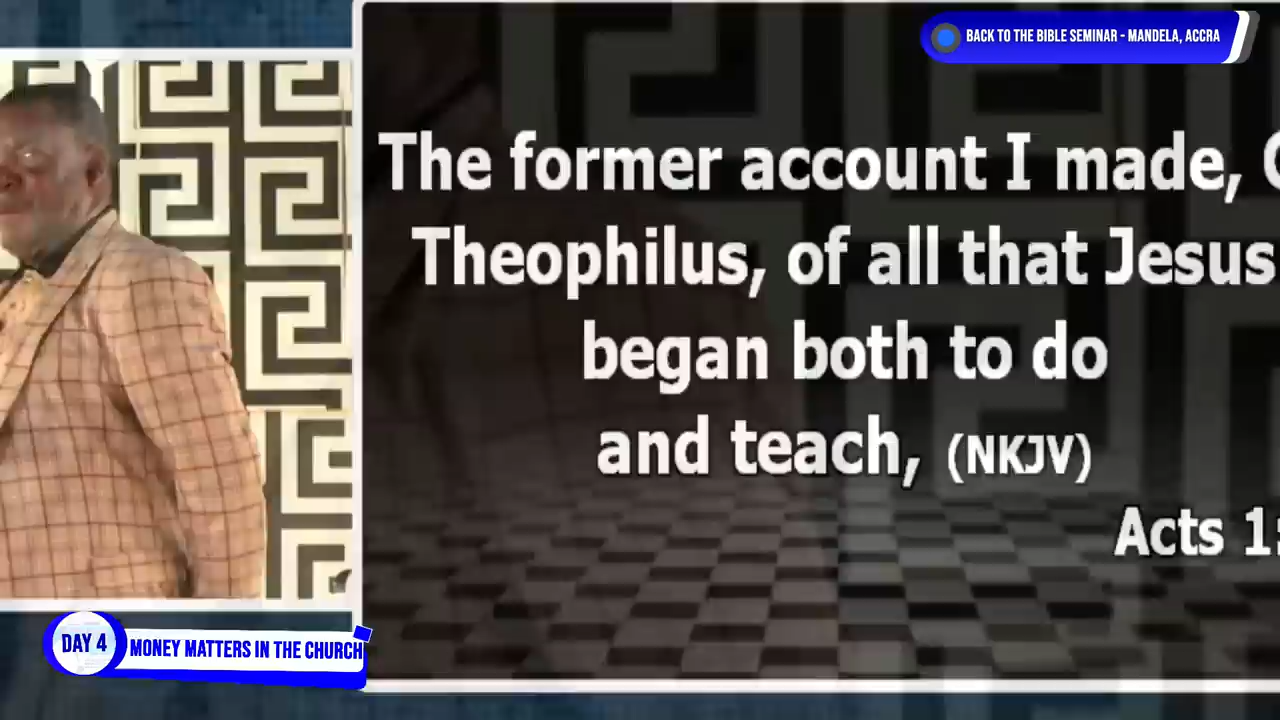 BACK TO THE BIBLE SEMINAR - MANDELA, ACCRA
The former account I made,
Theophilus, of all that Jesus
began both to do
and teach, (NKJV)
Acts 1:
DAY 4
MONEY MATTERS IN THE CHURCH